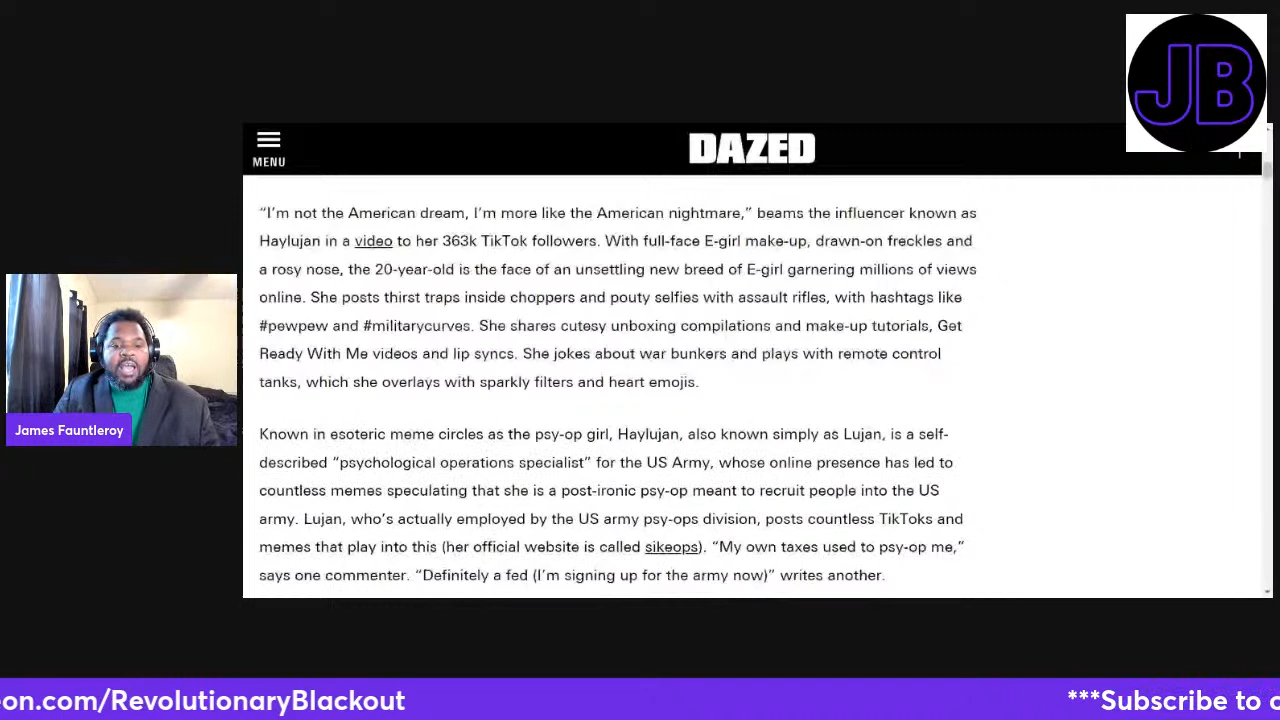 JB
MENU
DAZED
“I’m not the American dream, I’m more like the American nightmare,” beams the influencer known as
Haylujan in a video to her 363k TikTok followers. With full-face E-girl make-up, drawn-on freckles and
a rosy nose, the 20-year-old is the face of an unsettling new breed of E-girl garnering millions of views
online. She posts thirst traps inside choppers and pouty selfies with assault rifles, with hashtags like
#pewpew and #militarycurves. She shares cutesy unboxing compilations and make-up tutorials, Get
Ready With Me videos and lip syncs. She jokes about war bunkers and plays with remote control
tanks, which she overlays with sparkly filters and heart emojis.
Known in esoteric meme circles as the psy-op girl, Haylujan, also known simply as Lujan, is a self-
described “psychological operations specialist” for the US Army, whose online presence has led to
countless memes speculating that she is a post-ironic psy-op meant to recruit people into the US
army. Lujan, who’s actually employed by the US army psy-ops division, posts countless TikToks and
memes that play into this (her official website is called sikeops). “My own taxes used to psy-op me,”
says one commenter. “Definitely a fed (I’m signing up for the army now)” writes another.
James Fauntleroy
eon.com/RevolutionaryBlackout
***Subscribe to o